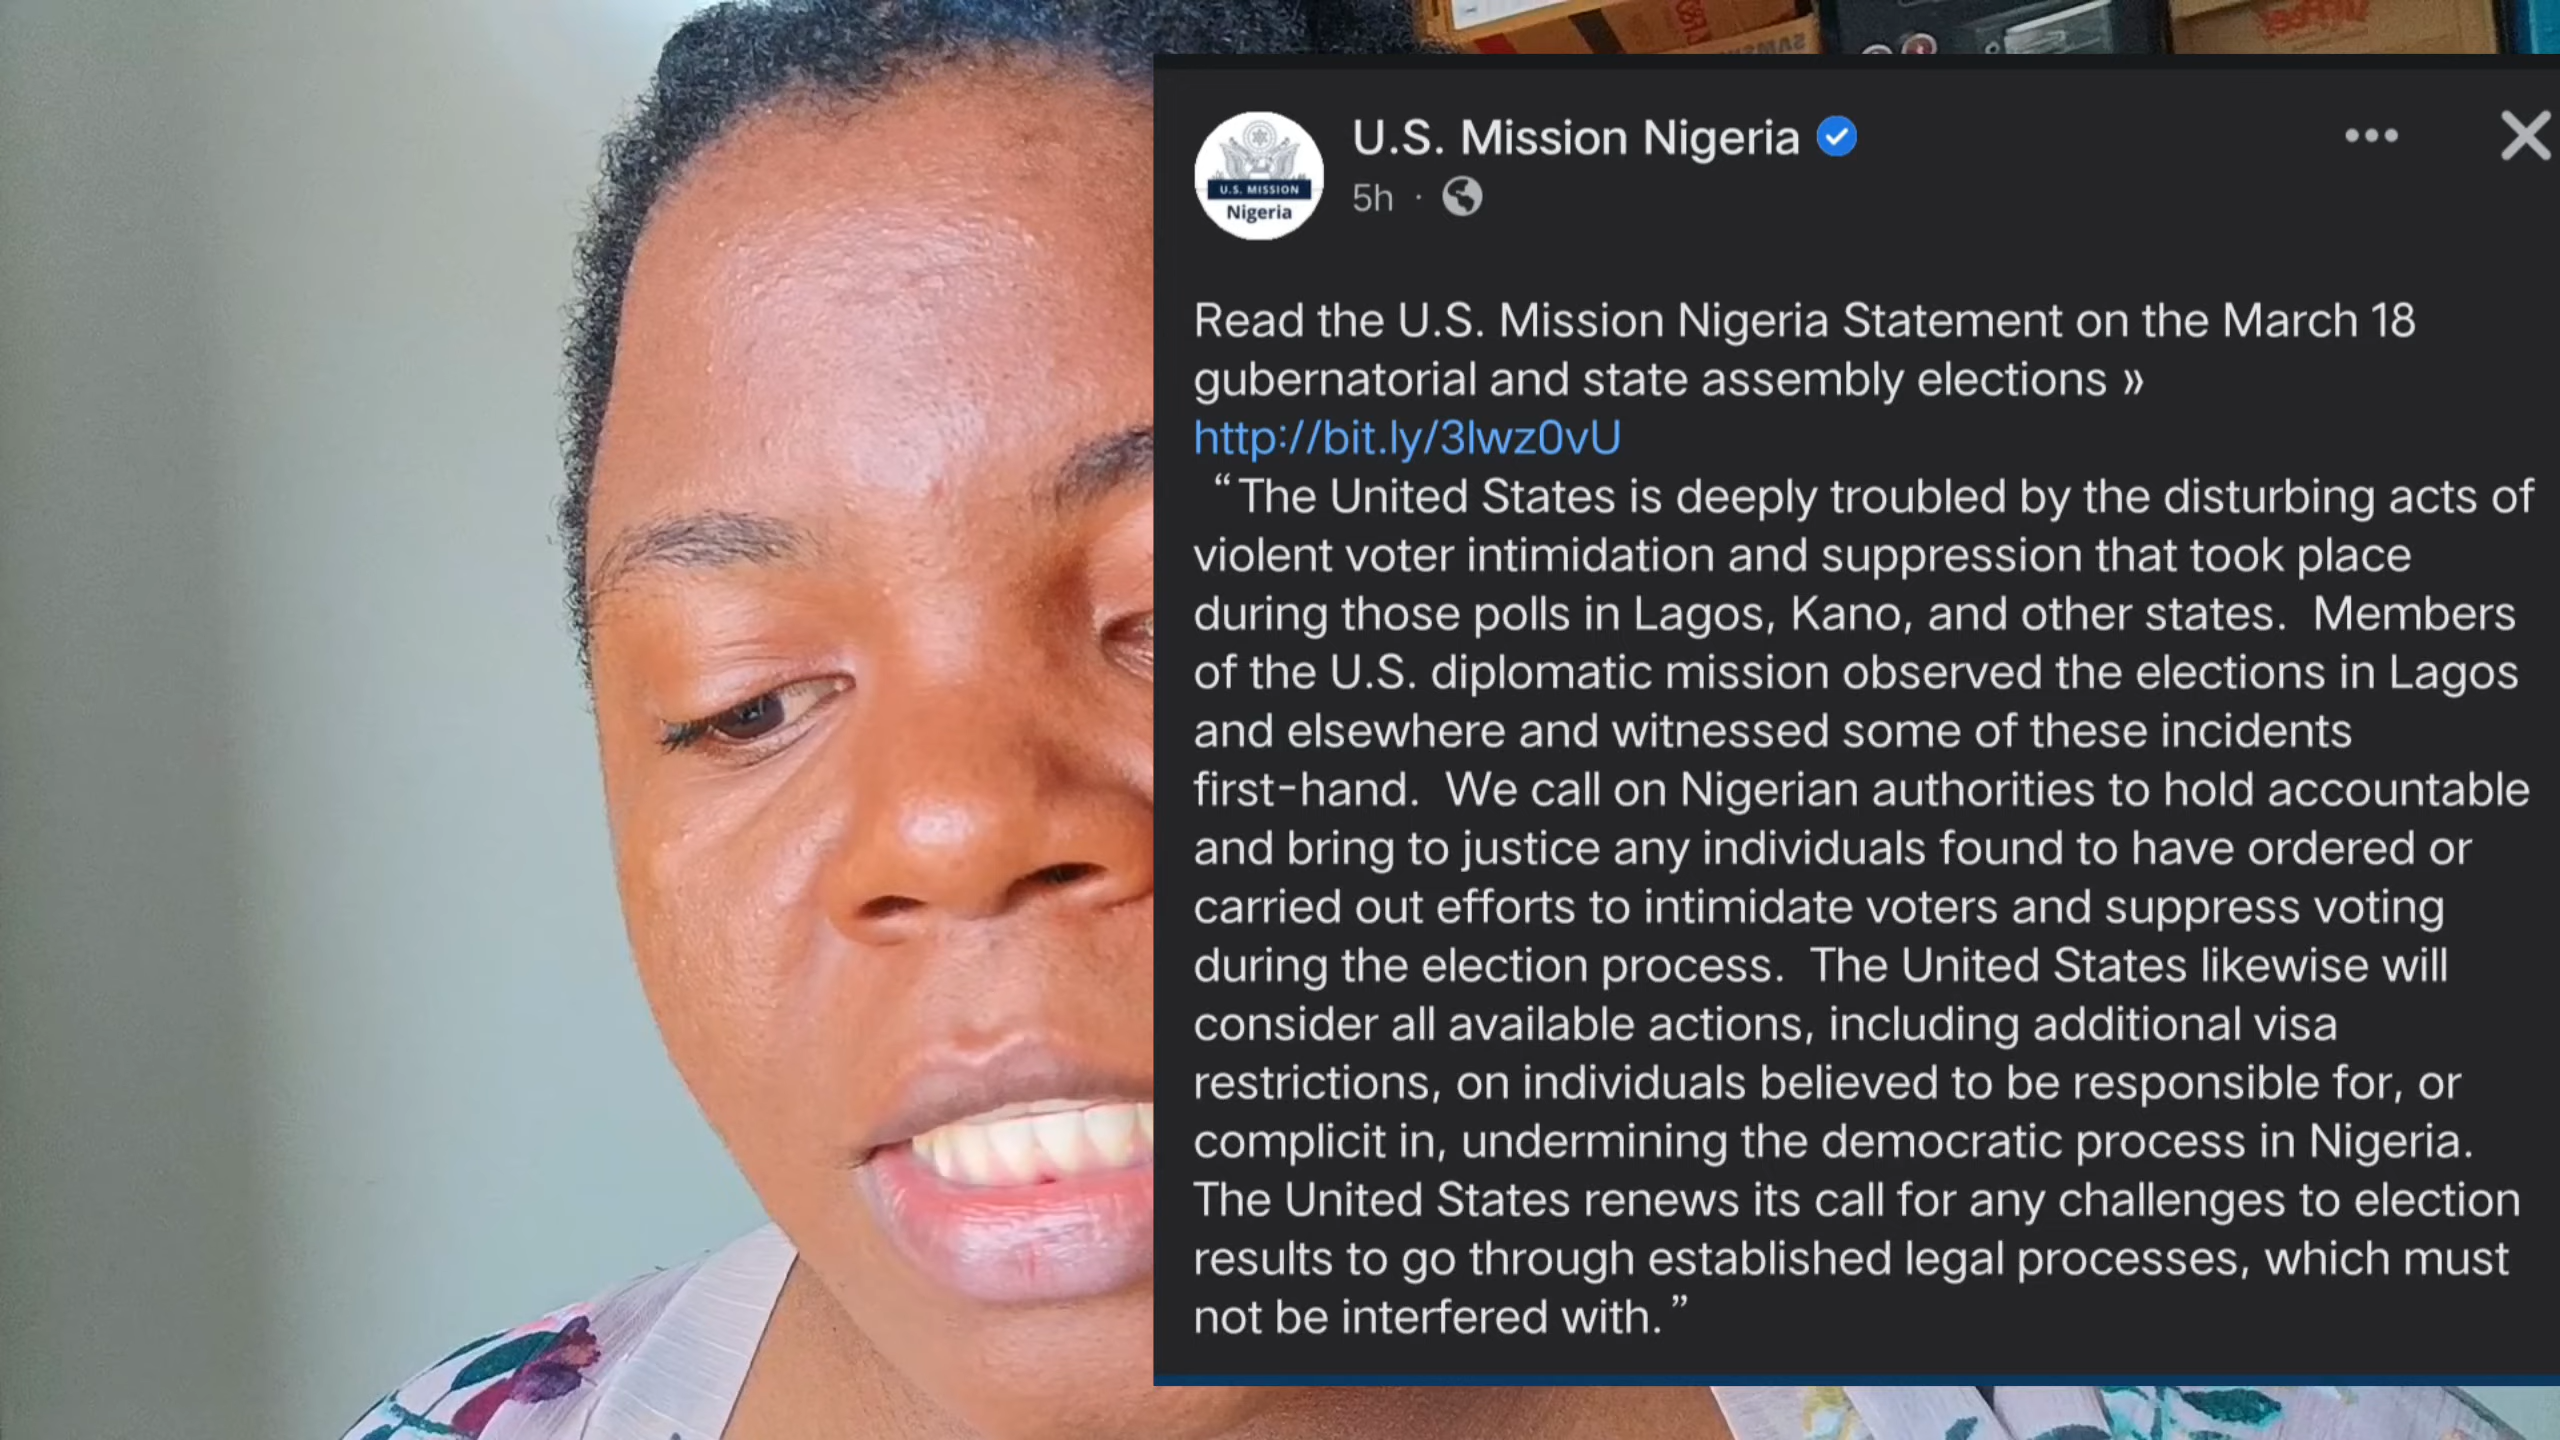 SAMS
U.S. MISSION
Nigeria
U.S. Mission Nigeria
5h ·
Read the U.S. Mission Nigeria Statement on the March 18
gubernatorial and state assembly elections »
http://bit.ly/3lwz0vU
“The United States is deeply troubled by the disturbing acts of
violent voter intimidation and suppression that took place
during those polls in Lagos, Kano, and other states. Members
of the U.S. diplomatic mission observed the elections in Lagos
and elsewhere and witnessed some of these incidents
first-hand. We call on Nigerian authorities to hold accountable
and bring to justice any individuals found to have ordered or
carried out efforts to intimidate voters and suppress voting
during the election process. The United States likewise will
consider all available actions, including additional visa
restrictions, on individuals believed to be responsible for, or
complicit in, undermining the democratic process in Nigeria.
The United States renews its call for any challenges to election
results to go through established legal processes, which must
not be interfered with.”